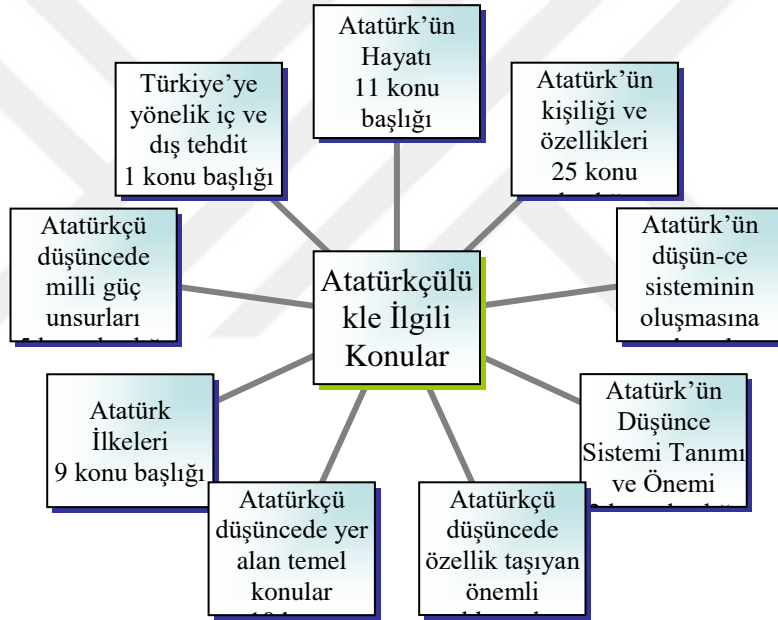 Atatürk'ün
Hayatı
11 konu
başlığı
Atatürk'ün
kişiliği ve
özellikleri
25 konu
Atatürk'ün
düşün-ce
sisteminin
oluşmasına
Atatürk'ün
Düşünce
Sistemi Tanımı
ve Önemi
Atatürkçü
düşüncede
özellik taşıyan
önemli
Atatürkçü
düşüncede yer
alan temel
konular
Atatürk
İlkeleri
9 konu başlığı
Atatürkçü
düşüncede
milli güç
unsurları
Türkiye'ye
yönelik iç ve
dış tehdit
1 konu başlığı
Atatürkçülü
kle İlgili
Konular